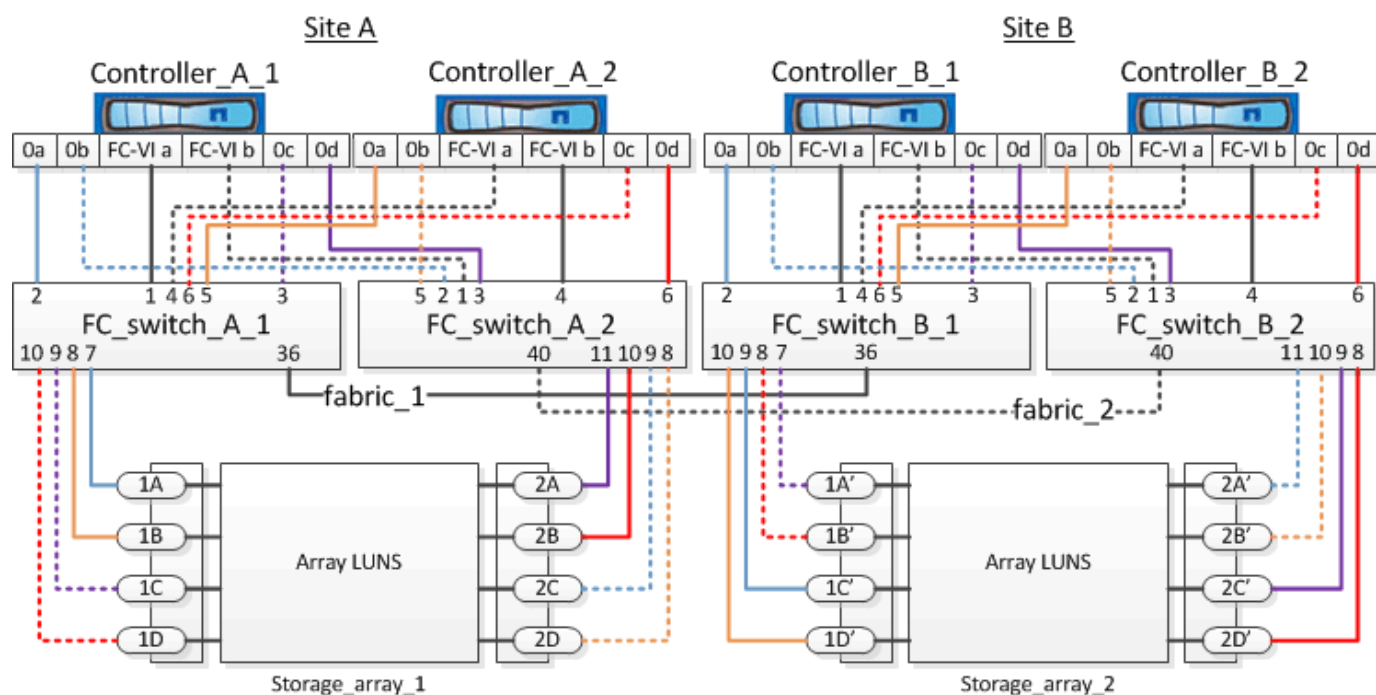 Site A Site B
Controller_A_1 Controller_A_2 Controller_B_1 Controller_B_2
0a 0b FC-VI a FC-VI b 0c 0d 0a 0b FC-VI a FC-VI b 0c 0d 0a 0b FC-VI a FC-VI b 0c 0d 0a 0b FC-VI a FC-VI b 0c 0d
2 1 4 6 5 3 5 2 1 3 4 6 2 1 4 6 5 3 5 2 1 3 4 6
FC_switch_A_1 FC_switch_A_2 FC_switch_B_1 FC_switch_B_2
10 9 8 7 36 40 11 10 9 8 10 9 8 7 36 40 11 10 9 8
fabric_1 fabric_2
1A 2A 1A’ 2A’
1B 2B 1B’ 2B’
Array LUNS Array LUNS
1C 2C 1C’ 2C’
1D 2D 1D’ 2D’
Storage_array_1 Storage_array_2